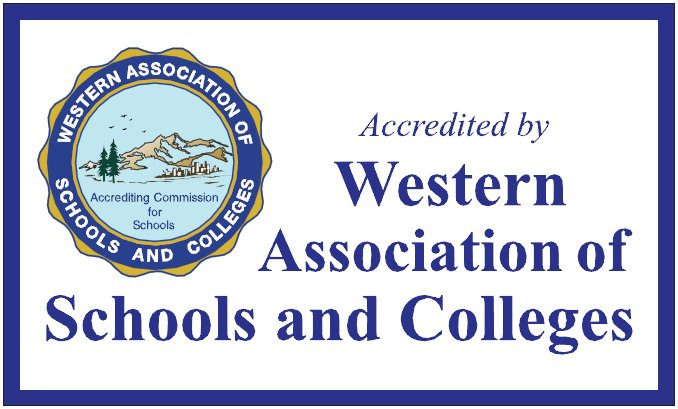 WESTERN ASSOCIATION OF
SCHOOLS AND COLLEGES
Accrediting Commission
for
Schools
Accredited by
Western
Association of
Schools and Colleges